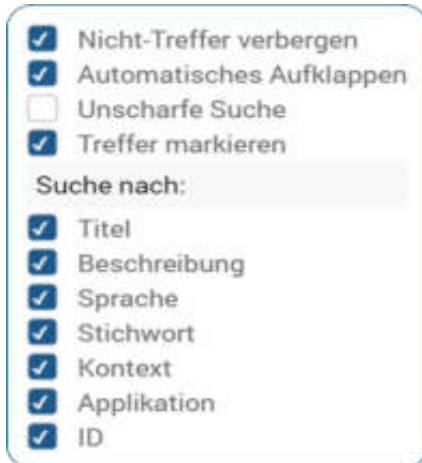 Nicht-Treffer verbergen
Automatisches Aufklappen
Unscharfe Suche
Treffer markieren
Suche nach:
Titel
Beschreibung
Sprache
Stichwort
Kontext
Applikation
ID